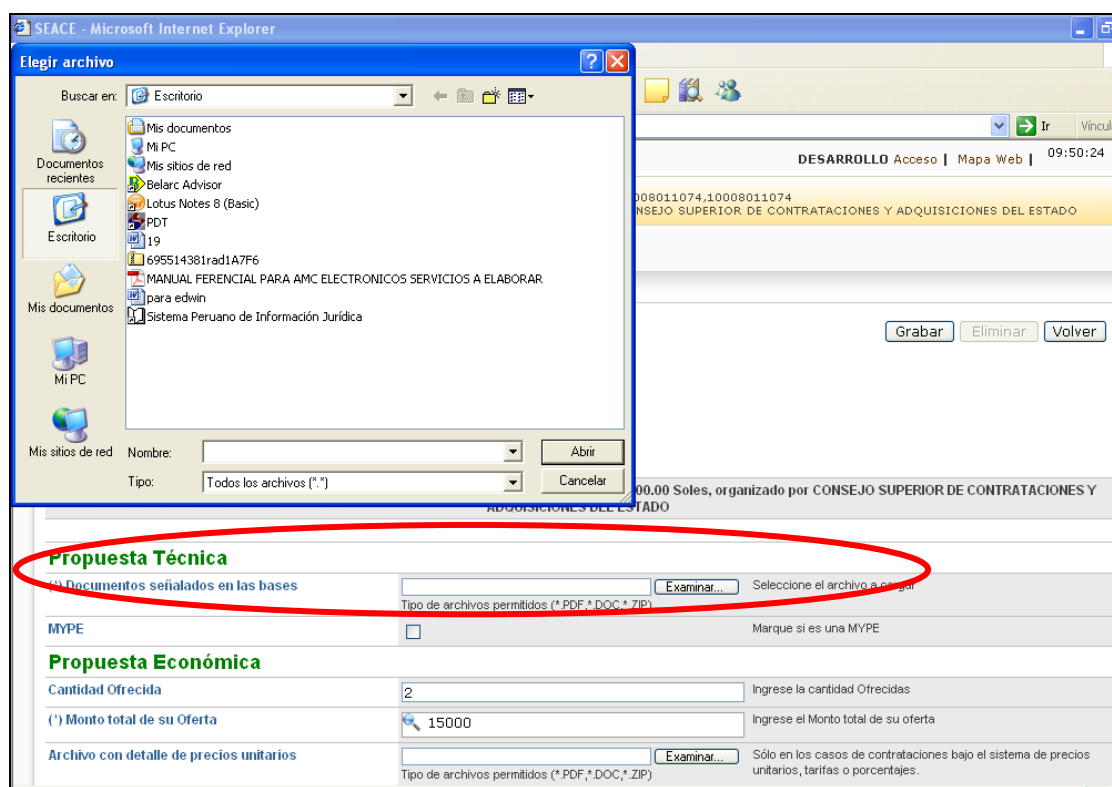 SEACE - Microsoft Internet Explorer
Elegir archivo
Buscar en: Escritorio
Documentos recientes
Escritorio
Mis documentos
Mi PC
Mis sitios de red
Mis documentos
Mi PC
Mis sitios de red
Belarc Advisor
Lotus Notes 8 (Basic)
PDT
19
695514381rad1A7F6
MANUAL FERENCIAL PARA AMC ELECTRONICOS SERVICIOS A ELABORAR
para edwin
Sistema Peruano de Información Jurídica
Nombre: Abrir
Tipo: Todos los archivos (*.*) Cancelar
Ir
DESARROLLO Acceso | Mapa Web | 09:50:24
008011074,10008011074
NSEJO SUPERIOR DE CONTRATACIONES Y ADQUISICIONES DEL ESTADO
Grabar Eliminar Volver
00.00 Soles, organizado por CONSEJO SUPERIOR DE CONTRATACIONES Y
ADQUISICIONES DEL ESTADO
Propuesta Técnica
(*) Documentos señalados en las bases Examinar... Seleccione el archivo a cargar
Tipo de archivos permitidos (*.PDF,*.DOC,*.ZIP)
MYPE Marque si es una MYPE
Propuesta Económica
Cantidad Ofrecida 2 Ingrese la cantidad Ofrecidas
(*) Monto total de su Oferta 15000 Ingrese el Monto total de su oferta
Archivo con detalle de precios unitarios Examinar... Sólo en los casos de contrataciones bajo el sistema de precios
Tipo de archivos permitidos (*.PDF,*.DOC,*.ZIP) unitarios, tarifas o porcentajes.